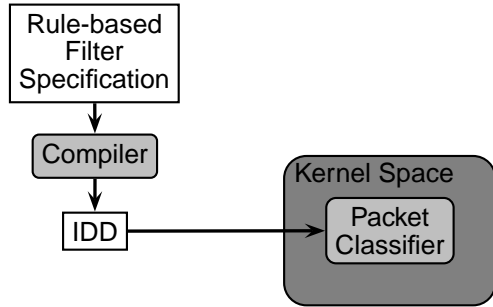 Rule-based
Filter
Specification
Compiler
IDD
Kernel Space
Packet
Classifier